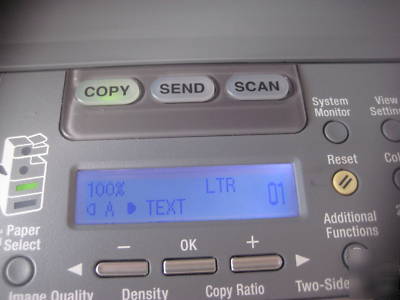 COPY SEND SCAN
System Monitor
View
Reset
100% LTR 01
A TEXT
Paper Select
− OK +
Additional Functions
Image Quality Density Copy Ratio Two-Side